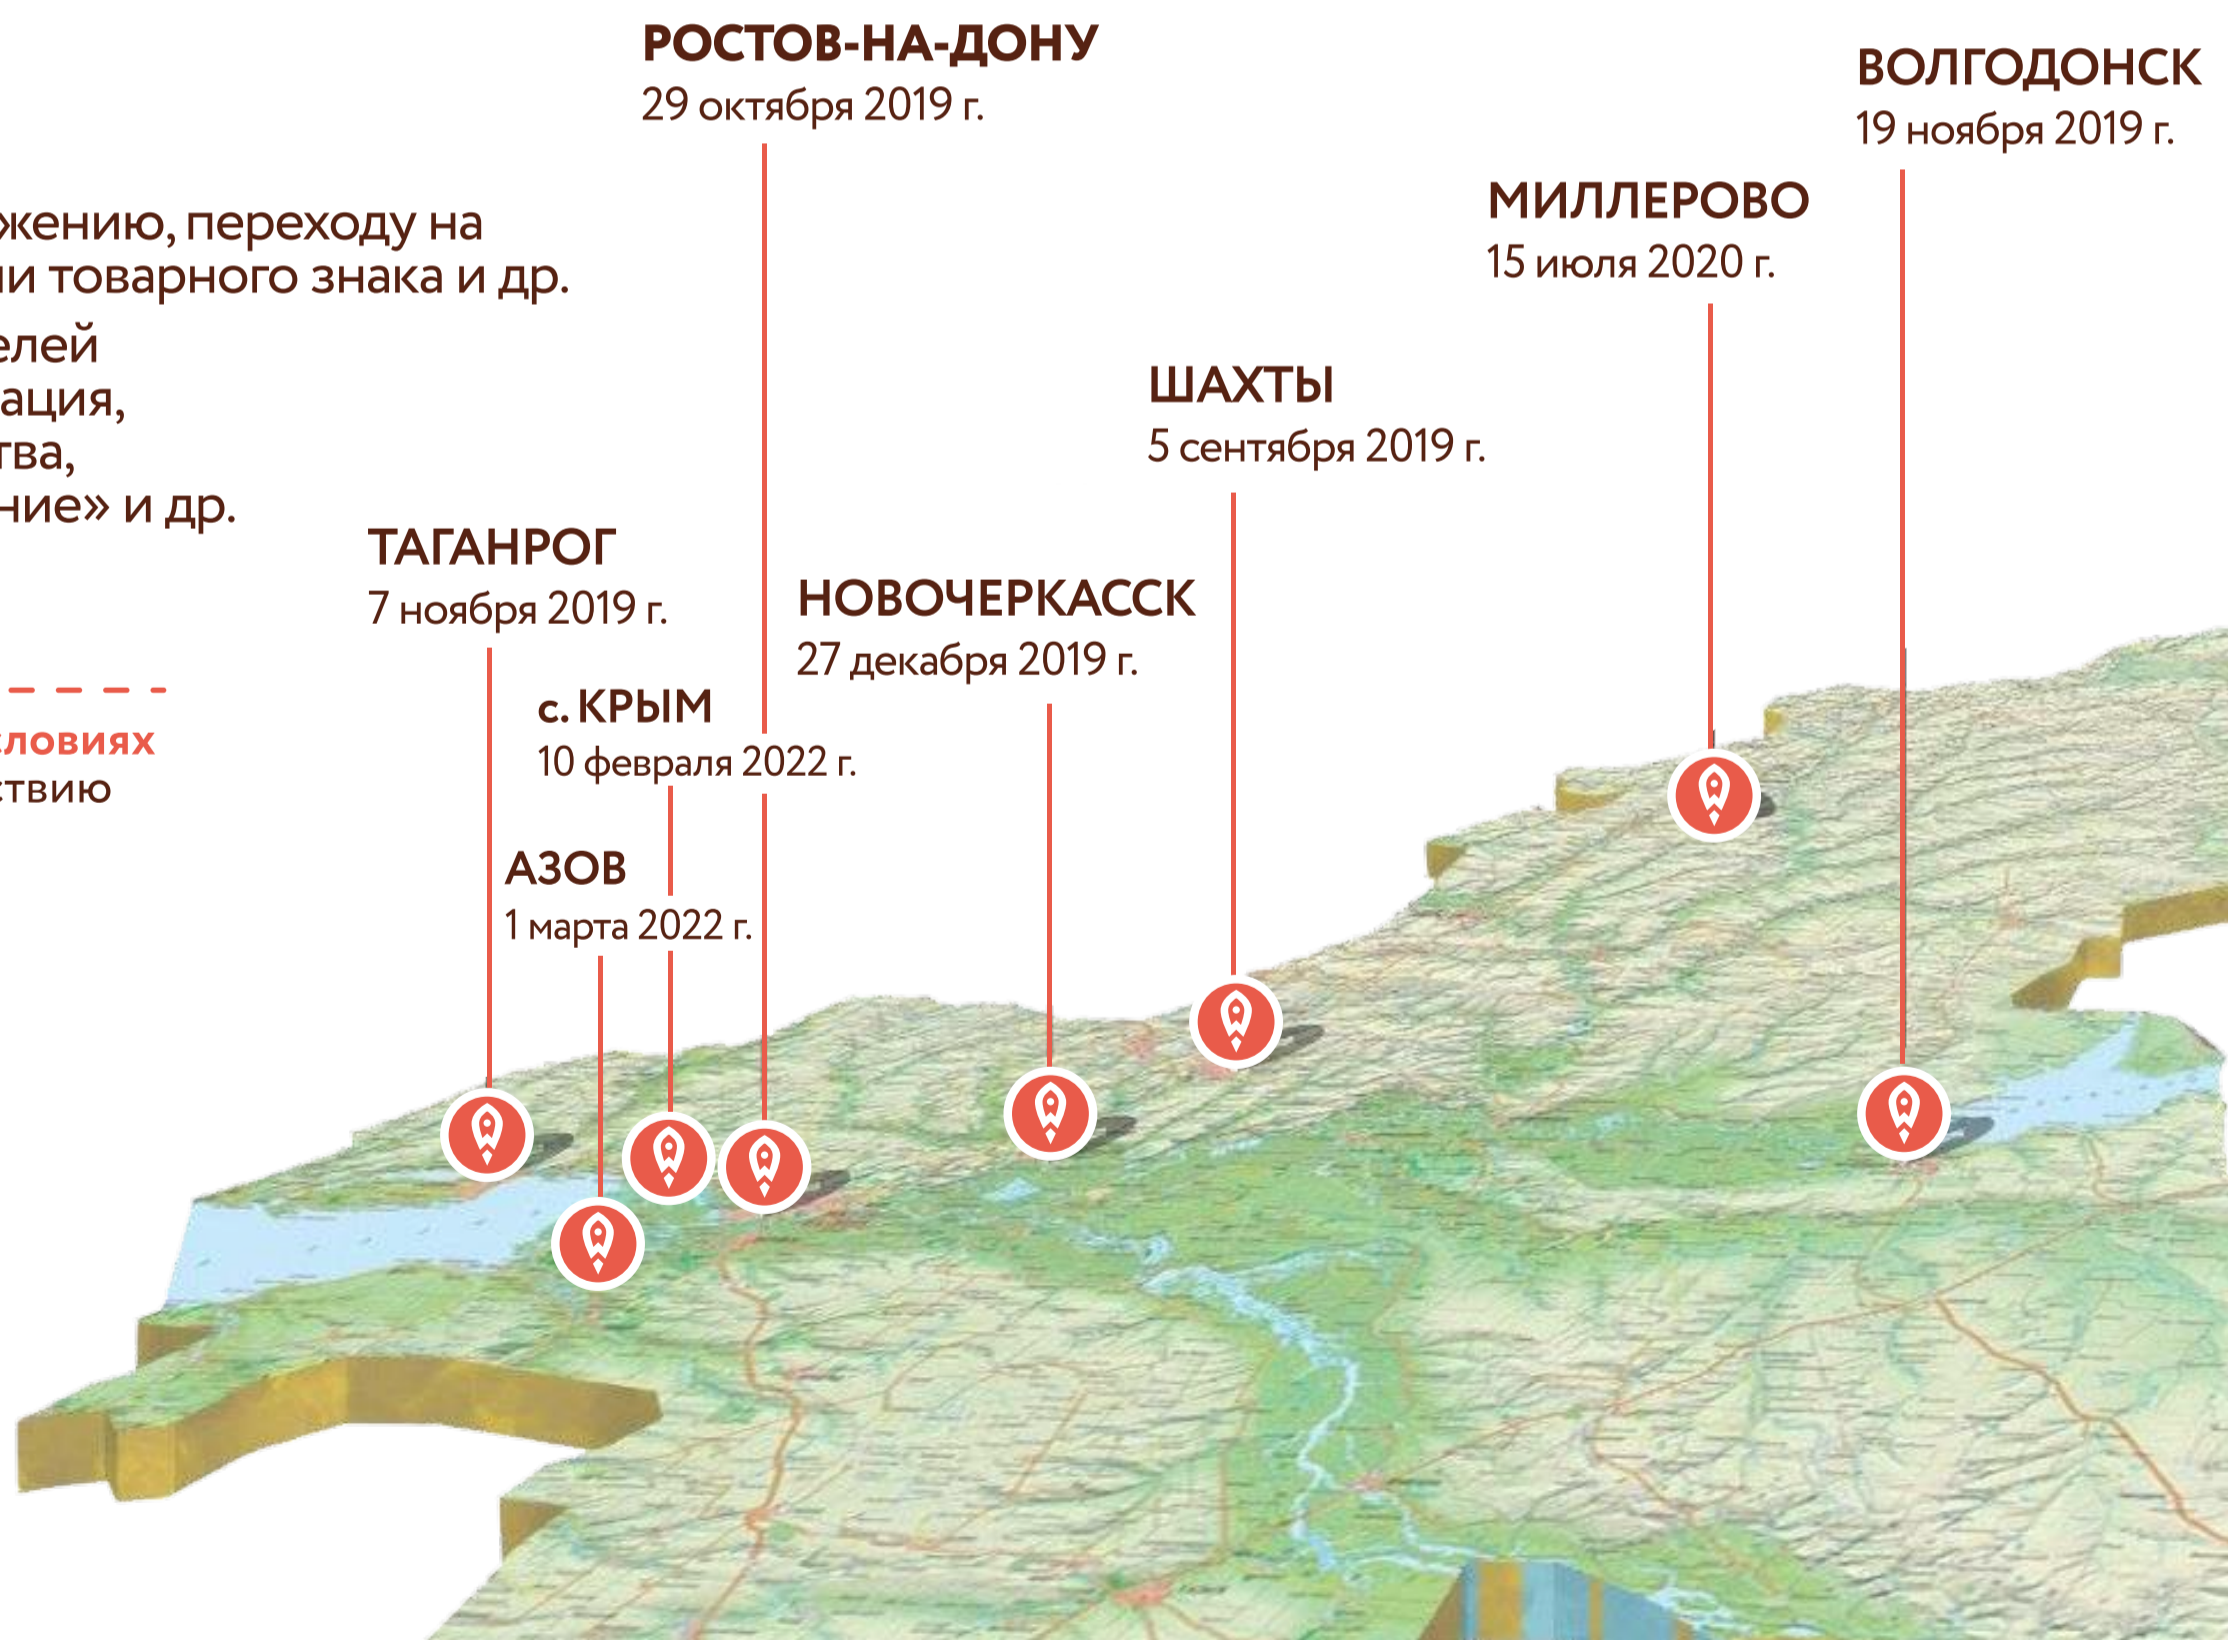 РОСТОВ-НА-ДОНУ
29 октября 2019 г.
ВОЛГОДОНСК
19 ноября 2019 г.
МИЛЛЕРОВО
15 июля 2020 г.
жению, переходу на
ии товарного знака и др.
елей
ация,
тва,
ние» и др.
ШАХТЫ
5 сентября 2019 г.
ТАГАНРОГ
7 ноября 2019 г.
НОВОЧЕРКАССК
27 декабря 2019 г.
с. КРЫМ
10 февраля 2022 г.
словиях
ствию
АЗОВ
1 марта 2022 г.